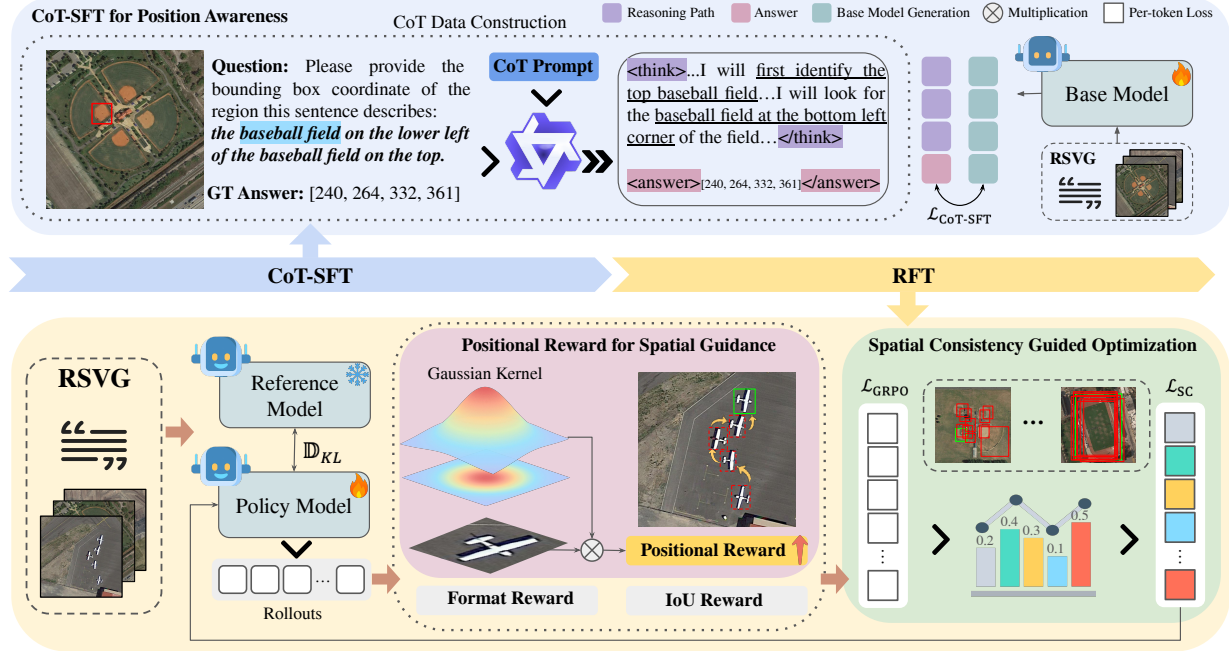 CoT-SFT for Position Awareness
CoT Data Construction
Reasoning Path
Answer
Base Model Generation
Multiplication
Per-token Loss
Question: Please provide the
bounding box coordinate of the
region this sentence describes:
the baseball field on the lower left
of the baseball field on the top.
GT Answer: [240, 264, 332, 361]
CoT Prompt
<think>...I will first identify the
top baseball field...I will look for
the baseball field at the bottom left
corner of the field...</think>
<answer>[240, 264, 332, 361]</answer>
ℒCoT-SFT
Base Model
RSVG
CoT-SFT
RFT
RSVG
Reference
Model
𝔻KL
Policy Model
Rollouts
Positional Reward for Spatial Guidance
Gaussian Kernel
Positional Reward
Format Reward
IoU Reward
Spatial Consistency Guided Optimization
ℒGRPO
ℒSC
0.2
0.4
0.3
0.1
0.5